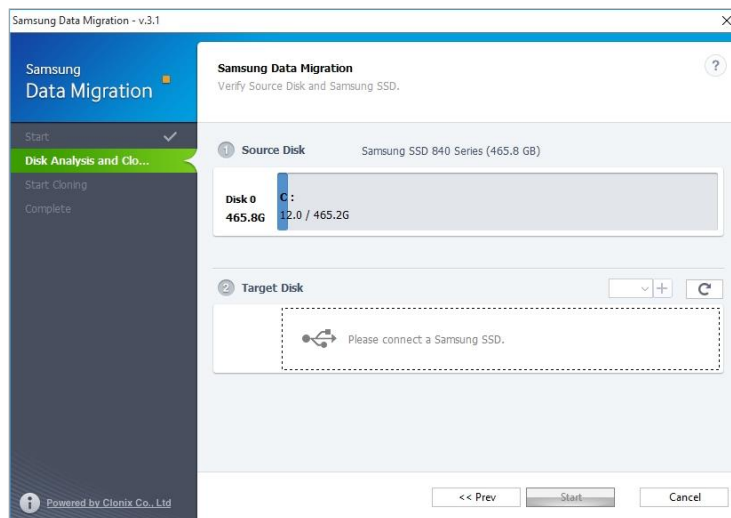 Samsung Data Migration - v.3.1
Samsung
Data Migration
Samsung Data Migration
Verify Source Disk and Samsung SSD.
?
Start
Disk Analysis and Clo...
Start Cloning
Complete
1 Source Disk Samsung SSD 840 Series (465.8 GB)
Disk 0
465.8G
C :
12.0 / 465.2G
2 Target Disk
Please connect a Samsung SSD.
Powered by Clonix Co., Ltd
<< Prev Start Cancel